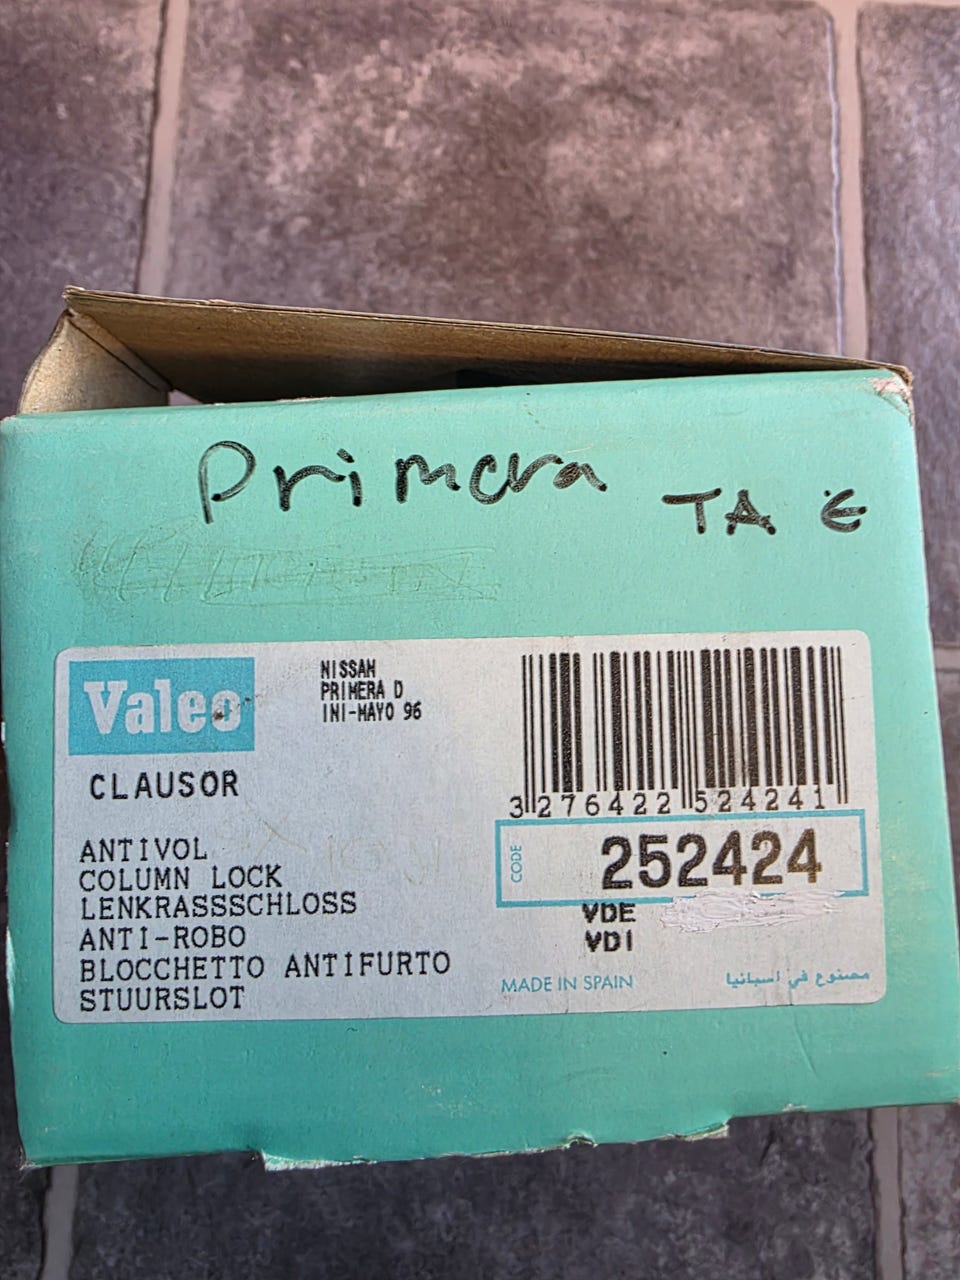 Primera
TA E
Valeo
NISSAN
PRIMERA D
INI-MAYO 96
CLAUSOR
ANTIVOL
COLUMN LOCK
LENKRASSSCHLOSS
ANTI-ROBO
BLOCCHETTO ANTIFURTO
STUURSLOT
3 276422 524241
CODE
252424
VDE
VDI
MADE IN SPAIN
مصنوع في اسبانيا